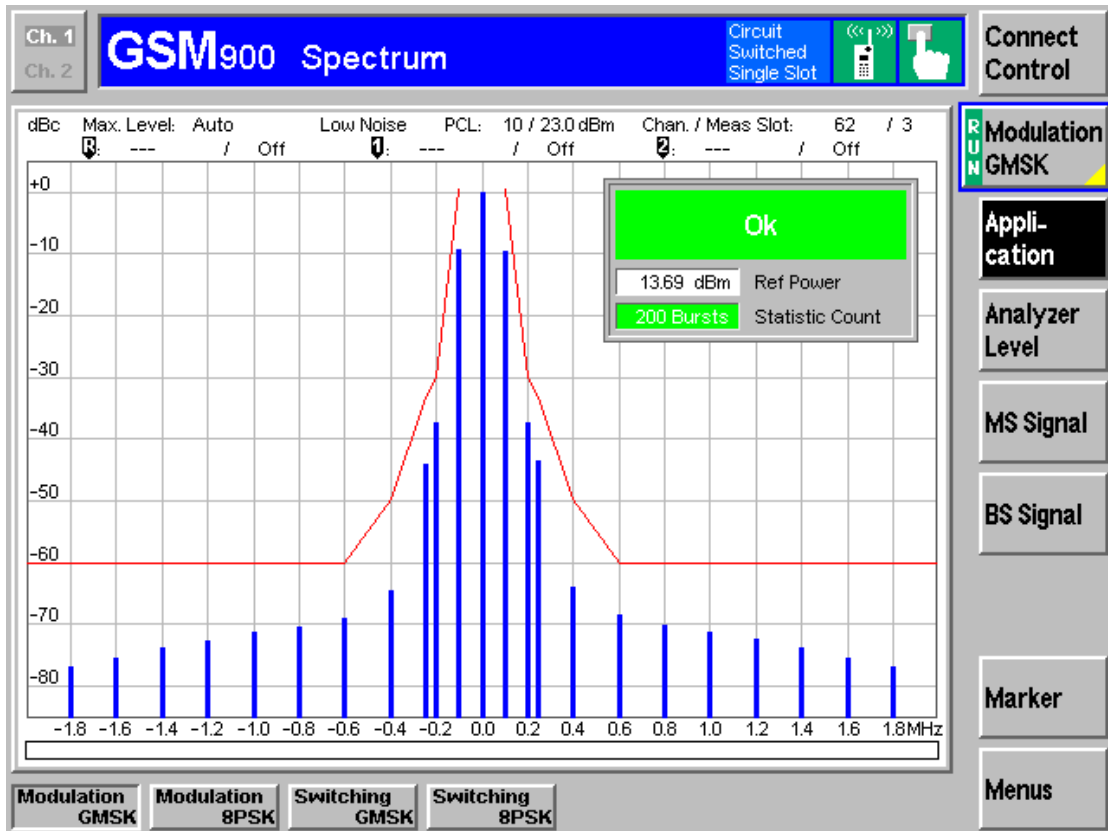 Ch. 1
Ch. 2
GSM900 Spectrum
Circuit
Switched
Single Slot
Connect
Control
dBc Max. Level: Auto Low Noise PCL: 10 / 23.0 dBm Chan. / Meas Slot: 62 / 3
R: --- / Off 1: --- / Off 2: --- / Off
RUN
Modulation
GMSK
+0
-10
-20
-30
-40
-50
-60
-70
-80
Ok
13.69 dBm Ref Power
200 Bursts Statistic Count
Appli-
cation
Analyzer
Level
MS Signal
BS Signal
-1.8 -1.6 -1.4 -1.2 -1.0 -0.8 -0.6 -0.4 -0.2 0.0 0.2 0.4 0.6 0.8 1.0 1.2 1.4 1.6 1.8MHz
Marker
Menus
Modulation
GMSK
Modulation
8PSK
Switching
GMSK
Switching
8PSK